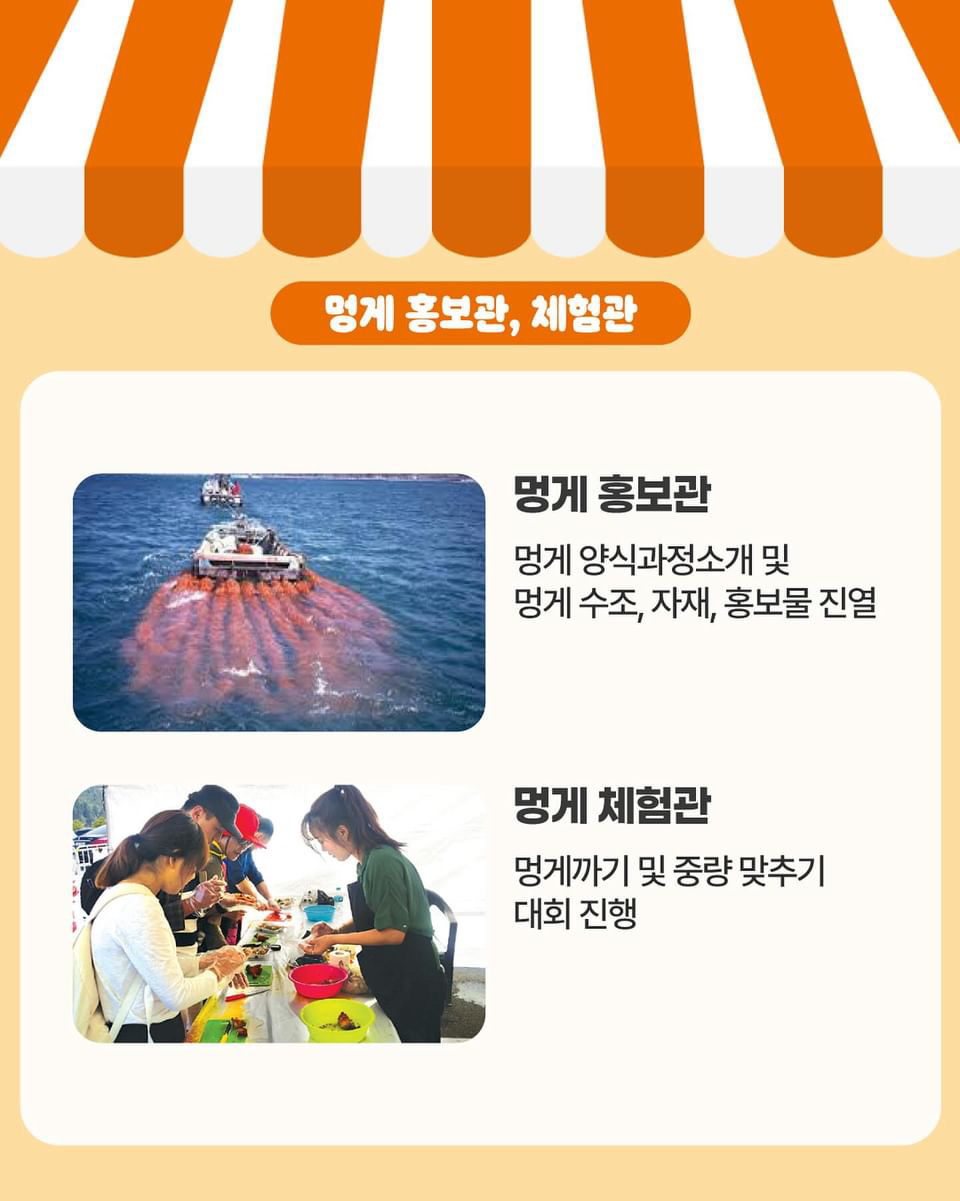 멍게 홍보관, 체험관
멍게 홍보관
멍게 양식과정소개 및
멍게 수조, 자재, 홍보물 진열
멍게 체험관
멍게까기 및 중량 맞추기
대회 진행